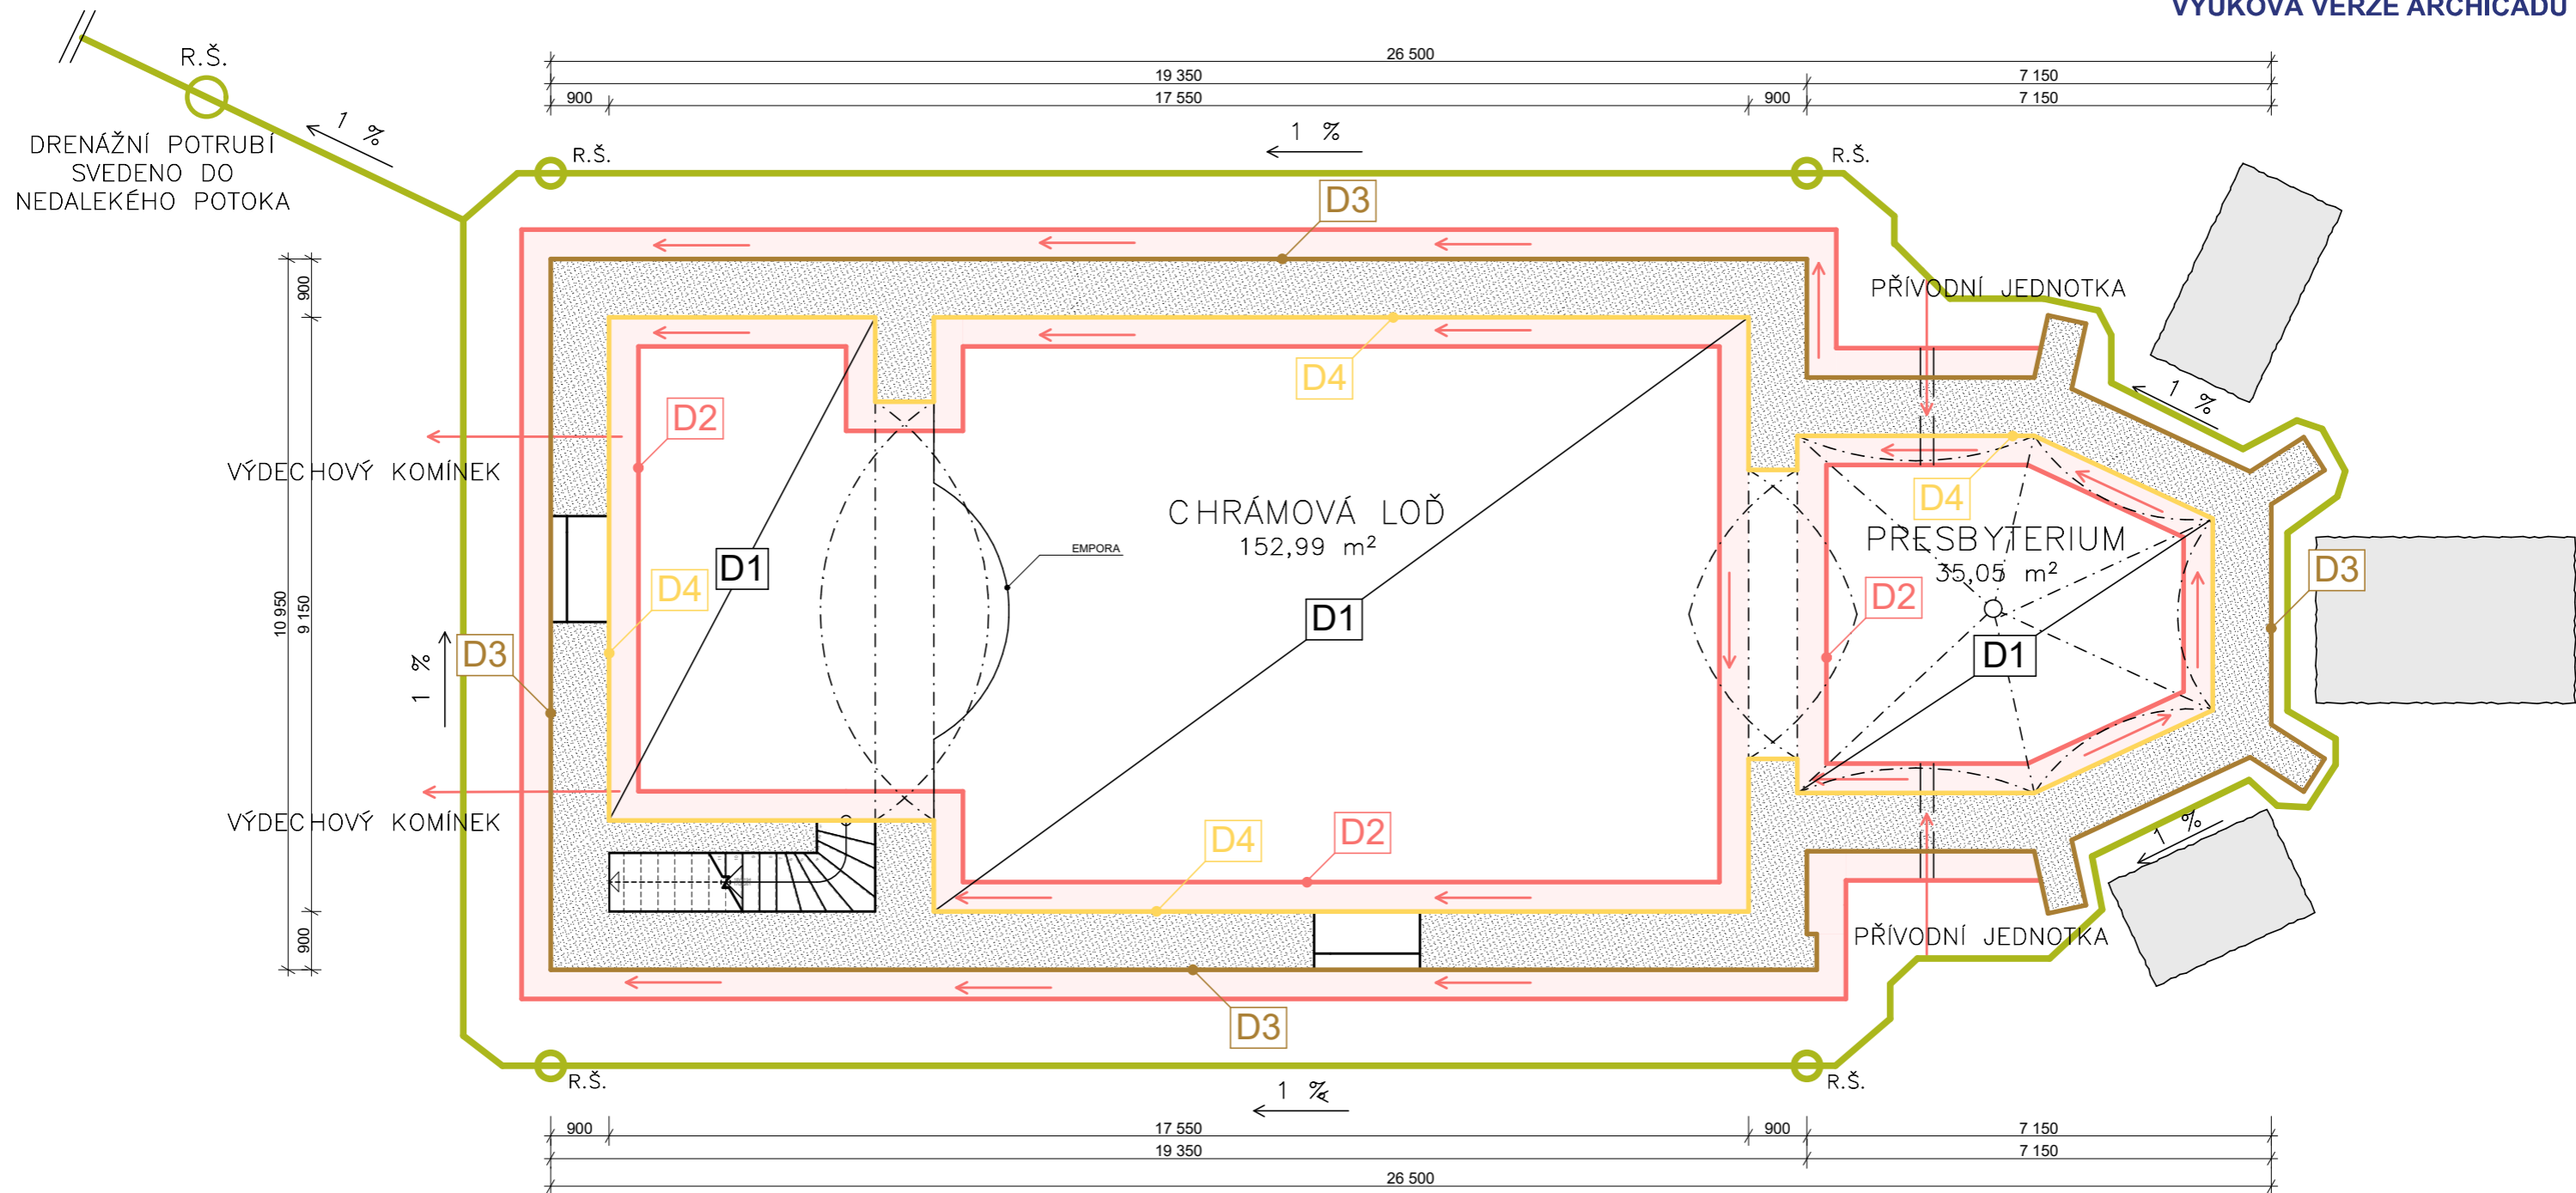 VÝUKOVÁ VERZE ARCHICADU
26 500
19 350
7 150
900
17 550
900
7 150
R.Š.
DRENÁŽNÍ POTRUBÍ
SVEDENO DO
NEDALEKÉHO POTOKA
1 %
R.Š.
1 %
R.Š.
D3
PŘÍVODNÍ JEDNOTKA
900
D4
1 %
D2
VÝDECHOVÝ KOMÍNEK
D4
CHRÁMOVÁ LOĎ
152,99 m²
PRESBYTERIUM
35,05 m²
EMPORA
D1
D4
D3
D2
10 950
9 150
D1
D1
D3
1 %
VÝDECHOVÝ KOMÍNEK
D4
D2
1 %
900
PŘÍVODNÍ JEDNOTKA
D3
R.Š.
1 %
R.Š.
900
17 550
900
7 150
19 350
7 150
26 500